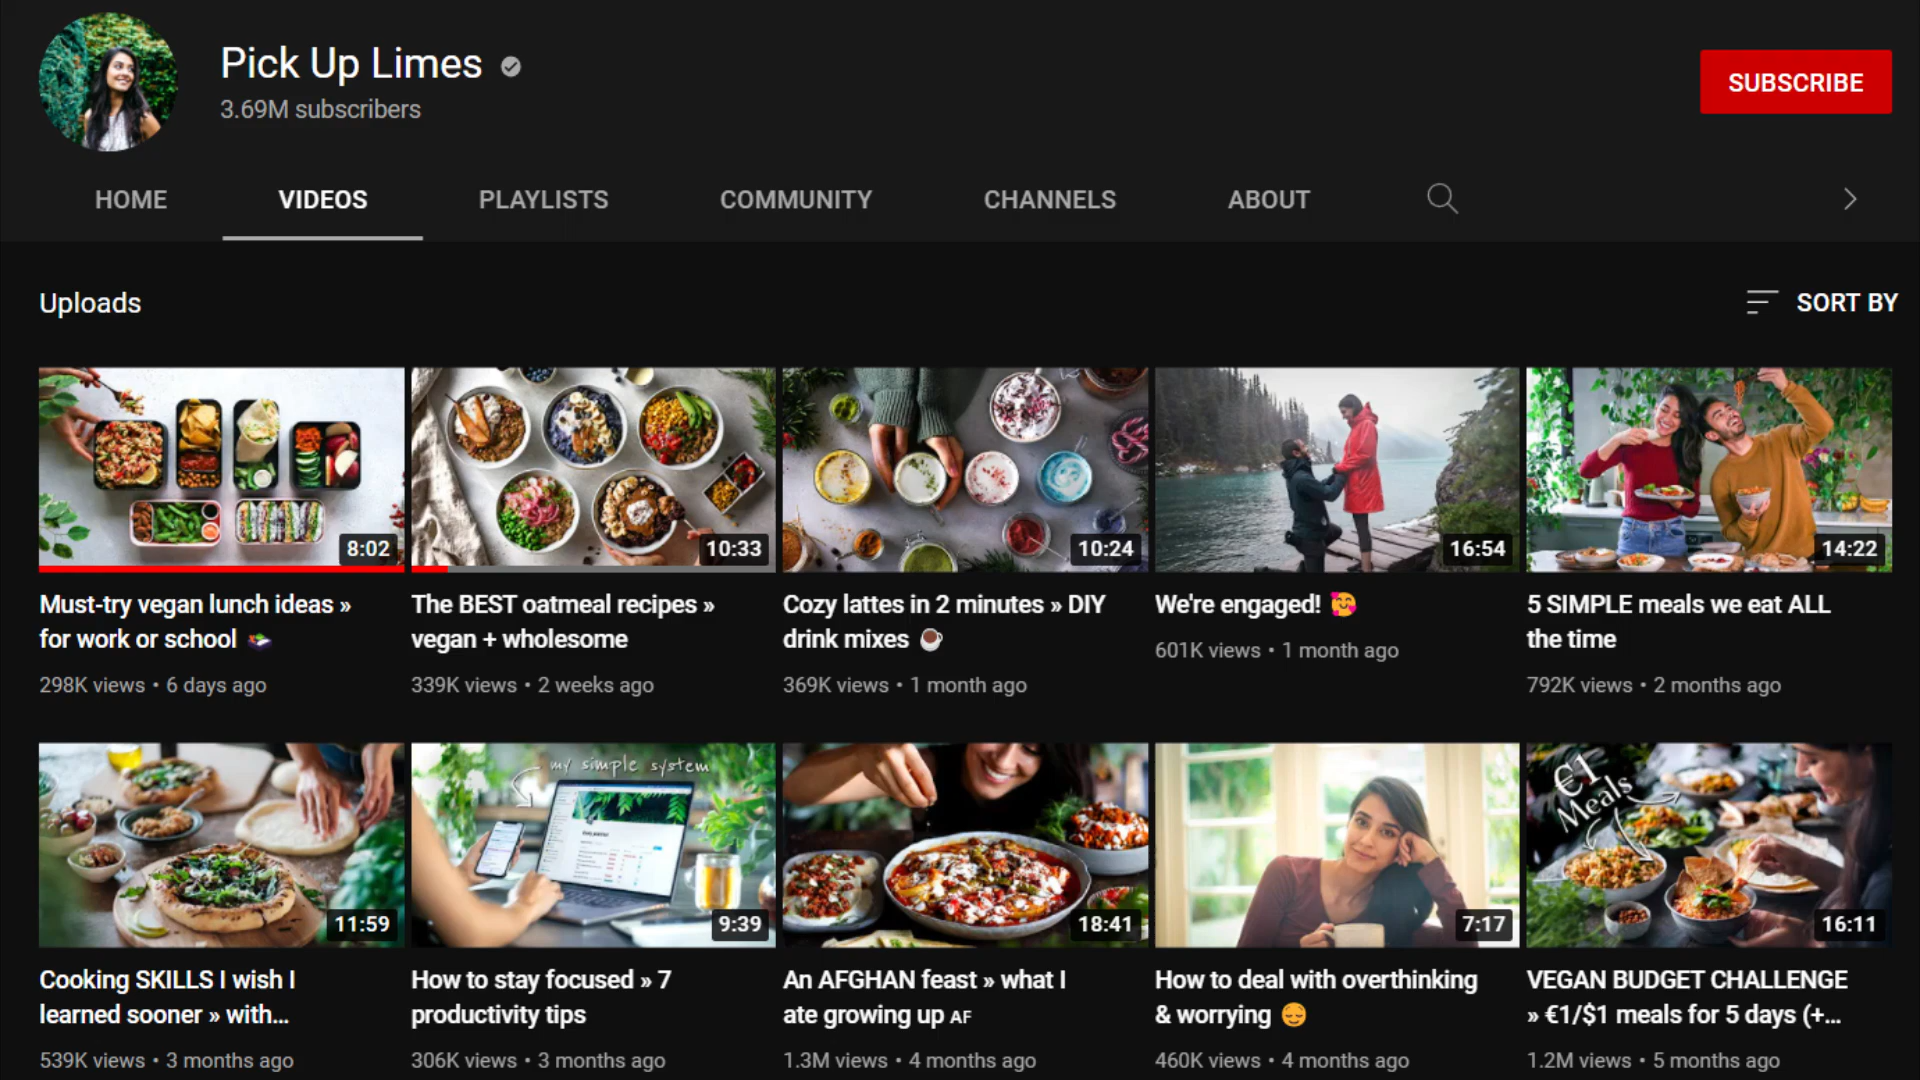 Pick Up Limes
3.69M subscribers
SUBSCRIBE
HOME VIDEOS PLAYLISTS COMMUNITY CHANNELS ABOUT
Uploads
SORT BY
8:02
10:33
10:24
16:54
14:22
Must-try vegan lunch ideas »
for work or school 🍱
298K views • 6 days ago
The BEST oatmeal recipes »
vegan + wholesome
339K views • 2 weeks ago
Cozy lattes in 2 minutes » DIY
drink mixes ☕
369K views • 1 month ago
We're engaged! 🥰
601K views • 1 month ago
5 SIMPLE meals we eat ALL
the time
792K views • 2 months ago
11:59
my simple system
9:39
18:41
7:17
€1
Meals
16:11
Cooking SKILLS I wish I
learned sooner » with...
539K views • 3 months ago
How to stay focused » 7
productivity tips
306K views • 3 months ago
An AFGHAN feast » what I
ate growing up AF
1.3M views • 4 months ago
How to deal with overthinking
& worrying 😌
460K views • 4 months ago
VEGAN BUDGET CHALLENGE
» €1/$1 meals for 5 days (+...
1.2M views • 5 months ago